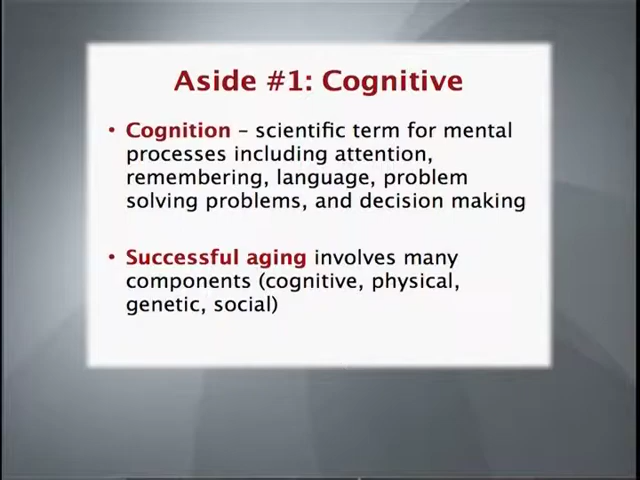 Aside #1: Cognitive
• Cognition – scientific term for mental
processes including attention,
remembering, language, problem
solving problems, and decision making
• Successful aging involves many
components (cognitive, physical,
genetic, social)